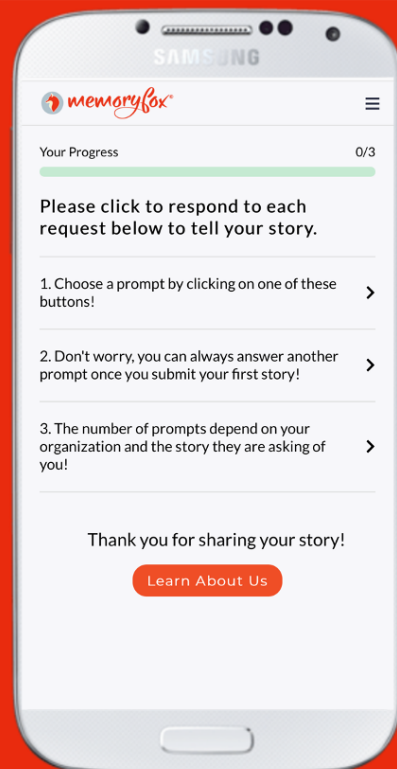 SAMSUNG
memoryfox®
Your Progress 0/3
Please click to respond to each
request below to tell your story.
1. Choose a prompt by clicking on one of these
buttons!
2. Don't worry, you can always answer another
prompt once you submit your first story!
3. The number of prompts depend on your
organization and the story they are asking of
you!
Thank you for sharing your story!
Learn About Us